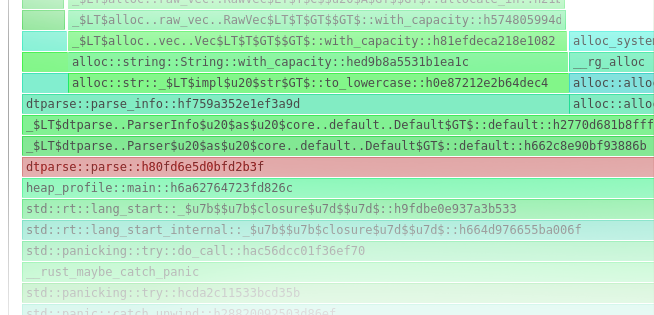 _$LT$alloc..raw_vec..RawVec$LT$T$GT$$GT$::with_capacity::h574805994d
_$LT$alloc..vec..Vec$LT$T$GT$$GT$::with_capacity::h81efdeca218e1082 alloc_system
alloc::string::String::with_capacity::hed9b8a5531b1ea1c __rg_alloc
alloc::str::_$LT$impl$u20$str$GT$::to_lowercase::h0e87212e2b64dec4 alloc::alloc
dtparse::parse_info::hf759a352e1ef3a9d alloc::alloc
_$LT$dtparse..ParserInfo$u20$as$u20$core..default..Default$GT$::default::h2770d681b8fff
_$LT$dtparse..Parser$u20$as$u20$core..default..Default$GT$::default::h662c8e90bf93886b
dtparse::parse::h80fd6e5d0bfd2b3f
heap_profile::main::h6a62764723fd826c
std::rt::lang_start::_$u7b$$u7b$closure$u7d$$u7d$::h9fdbe0e937a3b533
std::rt::lang_start_internal::_$u7b$$u7b$closure$u7d$$u7d$::h664d976655ba006f
std::panicking::try::do_call::hac56dcc01f36ef70
__rust_maybe_catch_panic
std::panicking::try::hcda2c11533bcd35b